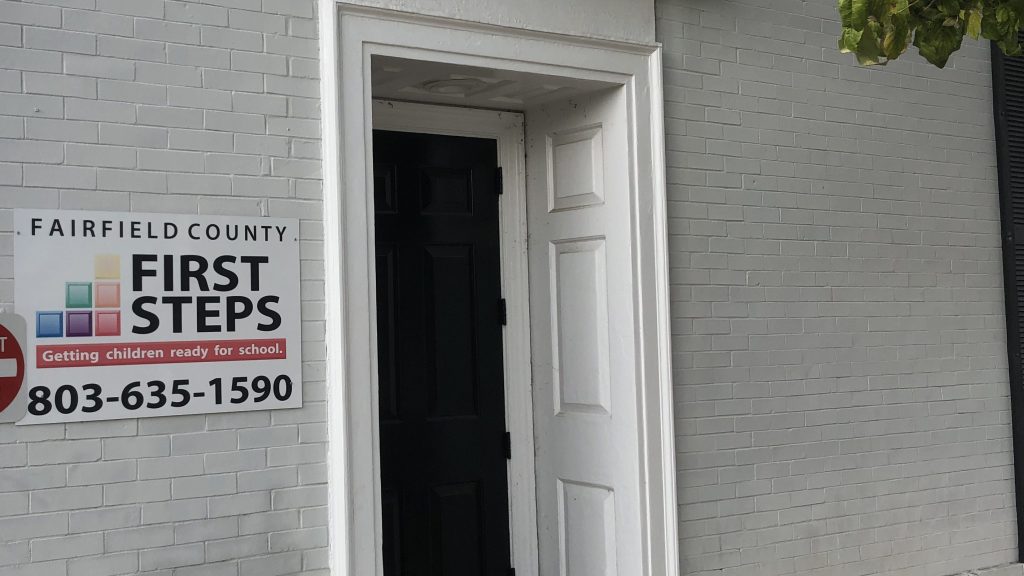 FAIRFIELD COUNTY
FIRST
STEPS
Getting children ready for school.
803-635-1590